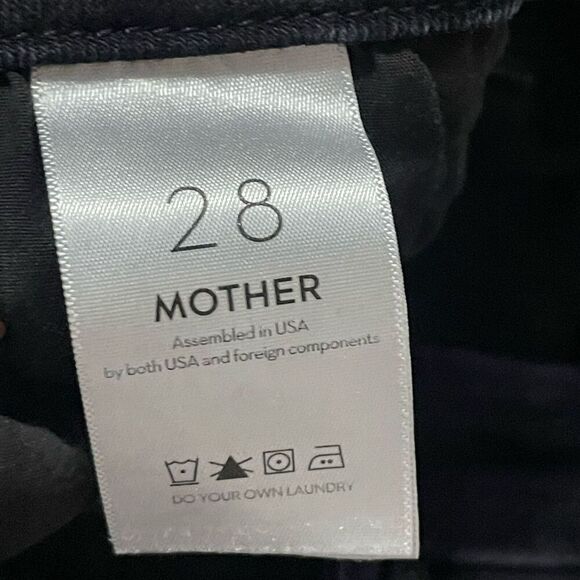 28
MOTHER
Assembled in USA
by both USA and foreign components
DO YOUR OWN LAUNDRY